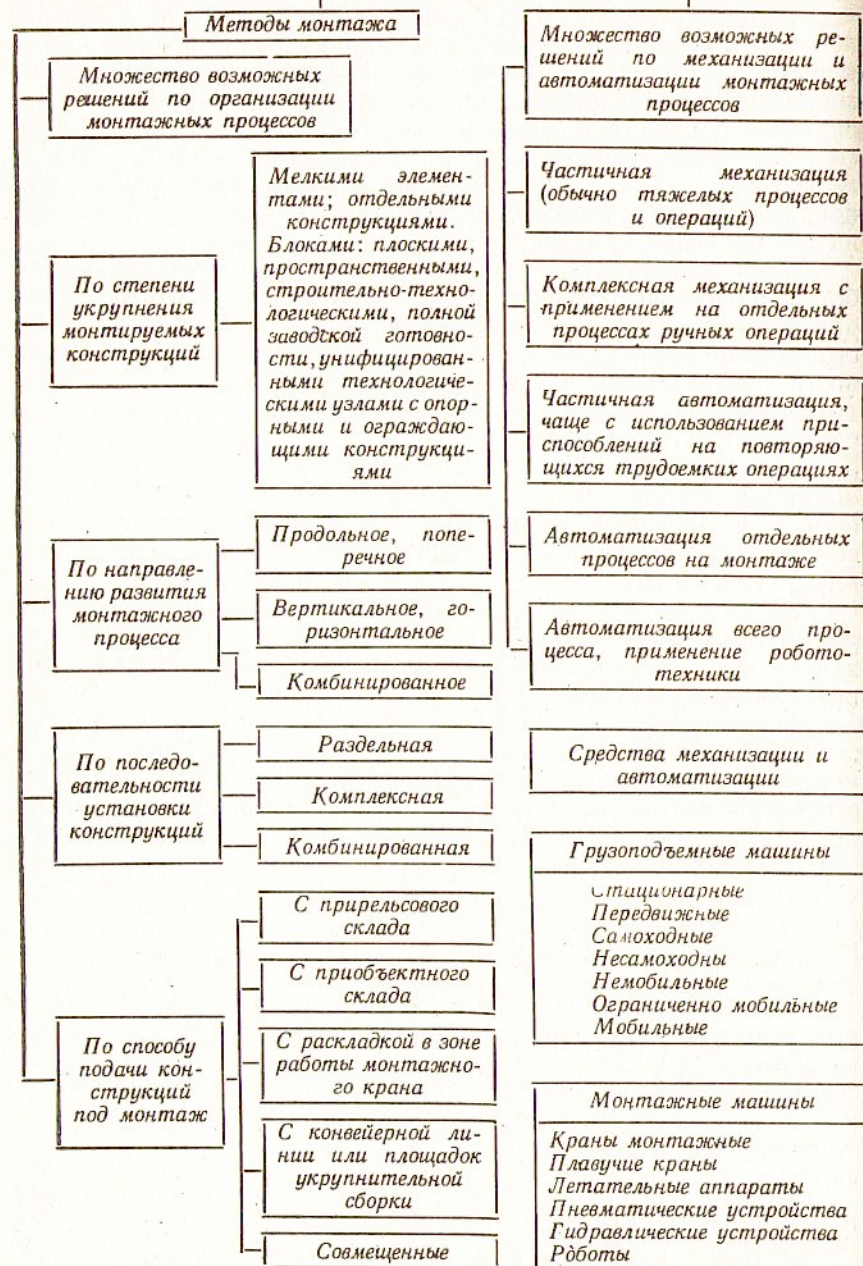 Методы монтажа
Множество возможных
решений по организации
монтажных процессов
По степени
укрупнения
монтируемых
конструкций
Мелкими элемен-
тами; отдельными
конструкциями.
Блоками: плоскими,
пространственными,
строительно-техно-
логическими, полной
заводской готовно-
сти, унифицирован-
ными технологиче-
скими узлами с опор-
ными и ограждаю-
щими конструкци-
ями
По направле-
нию развития
монтажного
процесса
Продольное, попе-
речное
Вертикальное, го-
ризонтальное
Комбинированное
По последо-
вательности
установки
конструкций
Раздельная
Комплексная
Комбинированная
По способу
подачи кон-
струкций
под монтаж
С прирельсового
склада
С приобъектного
склада
С раскладкой в зоне
работы монтажно-
го крана
С конвейерной ли-
нии или площадок
укрупнительной
сборки
Совмещенные
Множество возможных ре-
шений по механизации и
автоматизации монтажных
процессов
Частичная механизация
(обычно тяжелых процессов
и операций)
Комплексная механизация с
применением на отдельных
процессах ручных операций
Частичная автоматизация,
чаще с использованием при-
способлений на повторяю-
щихся трудоемких операциях
Автоматизация отдельных
процессов на монтаже
Автоматизация всего про-
цесса, применение робото-
техники
Средства механизации и
автоматизации
Грузоподъемные машины
Стационарные
Передвижные
Самоходные
Несамоходны
Немобильные
Ограниченно мобильные
Мобильные
Монтажные машины
Краны монтажные
Плавучие краны
Летательные аппараты
Пневматические устройства
Гидравлические устройства
Роботы